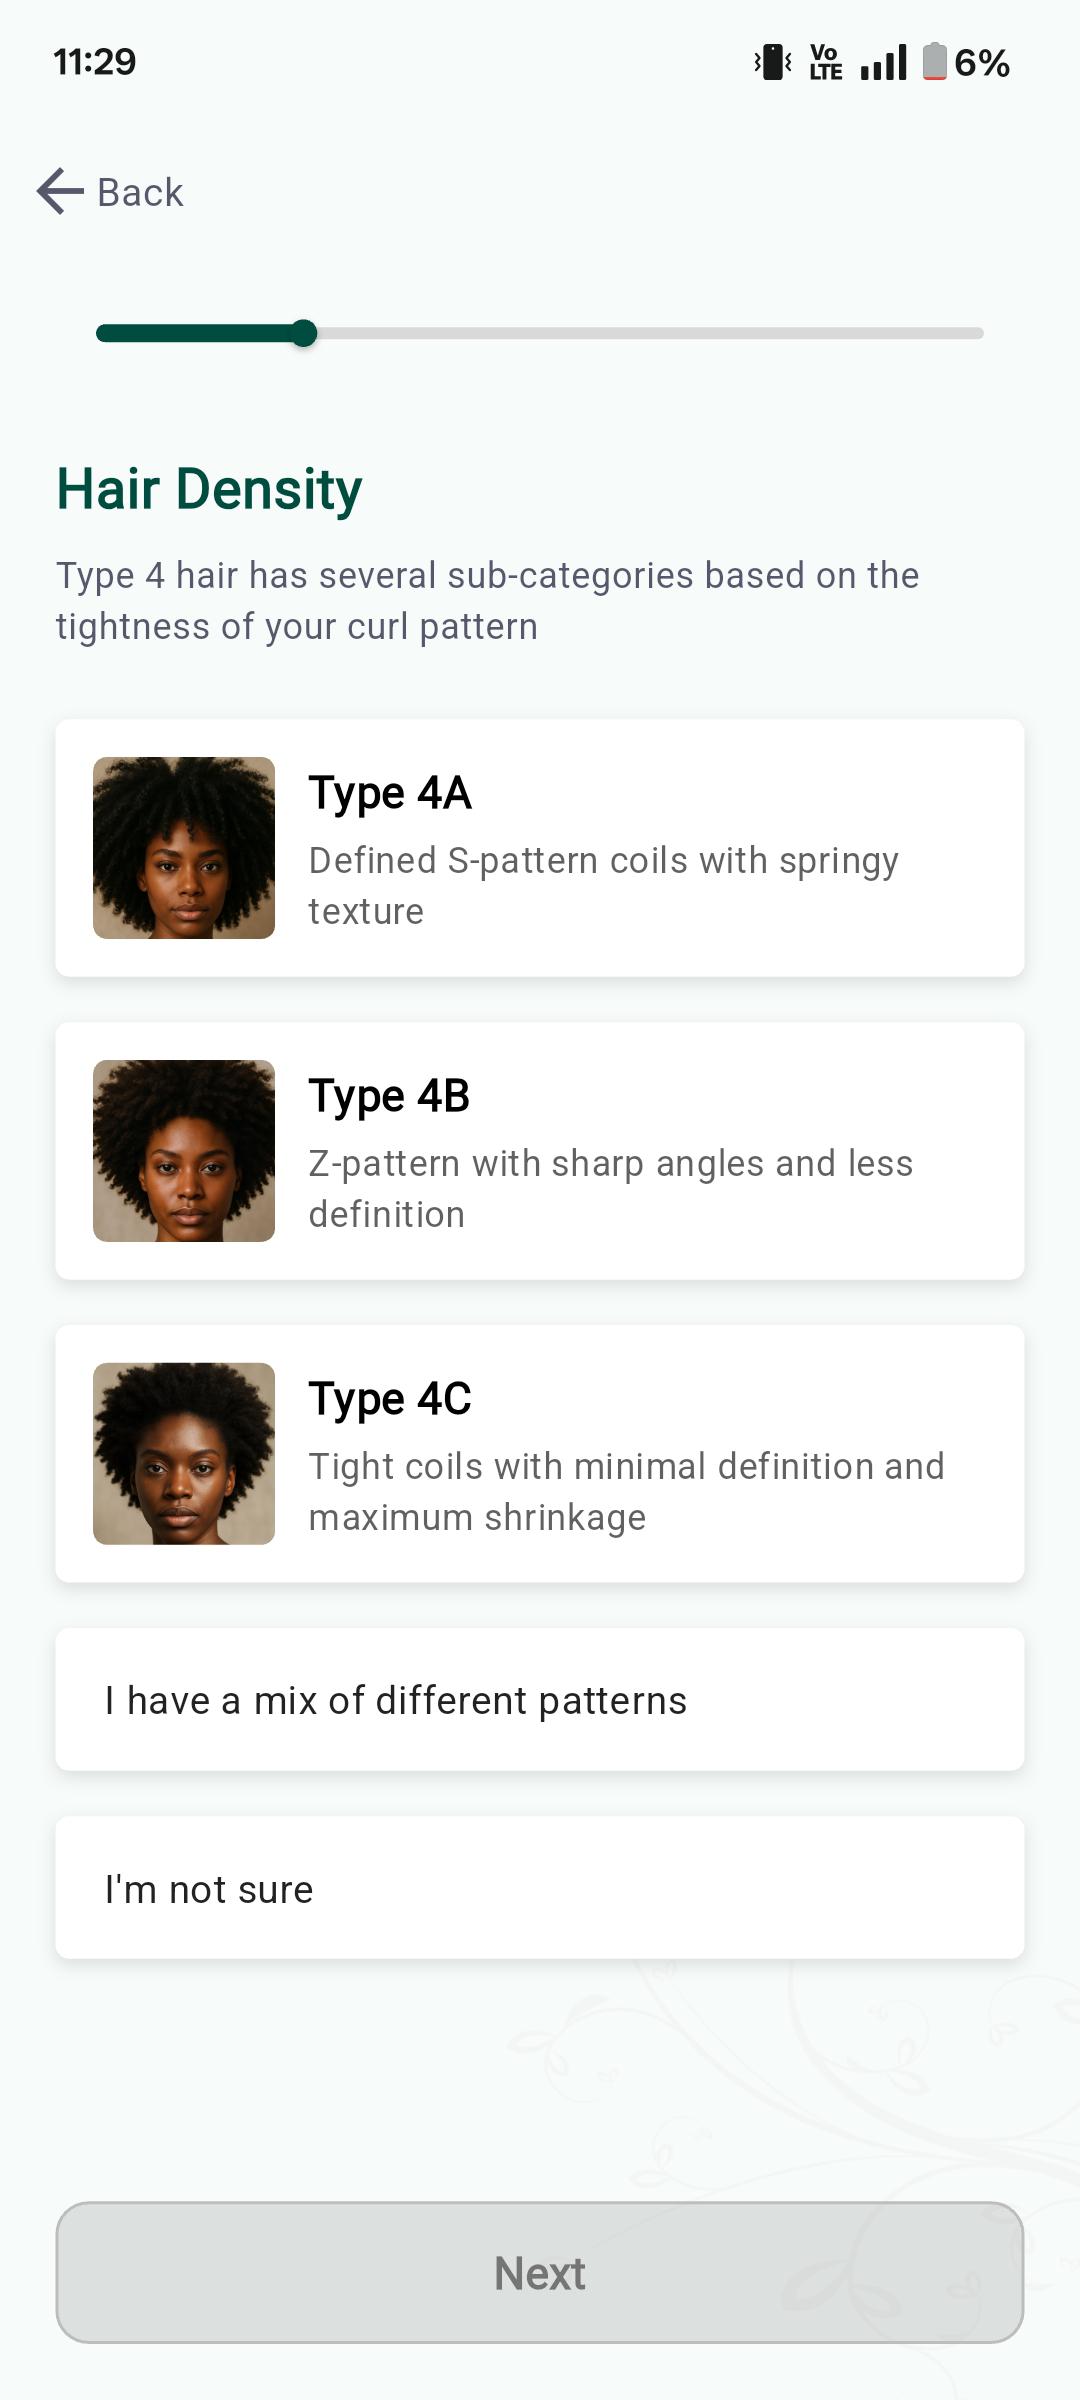 11:29
Vo
LTE
6%
Back
Hair Density
Type 4 hair has several sub-categories based on the
tightness of your curl pattern
Type 4A
Defined S-pattern coils with springy
texture
Type 4B
Z-pattern with sharp angles and less
definition
Type 4C
Tight coils with minimal definition and
maximum shrinkage
I have a mix of different patterns
I'm not sure
Next